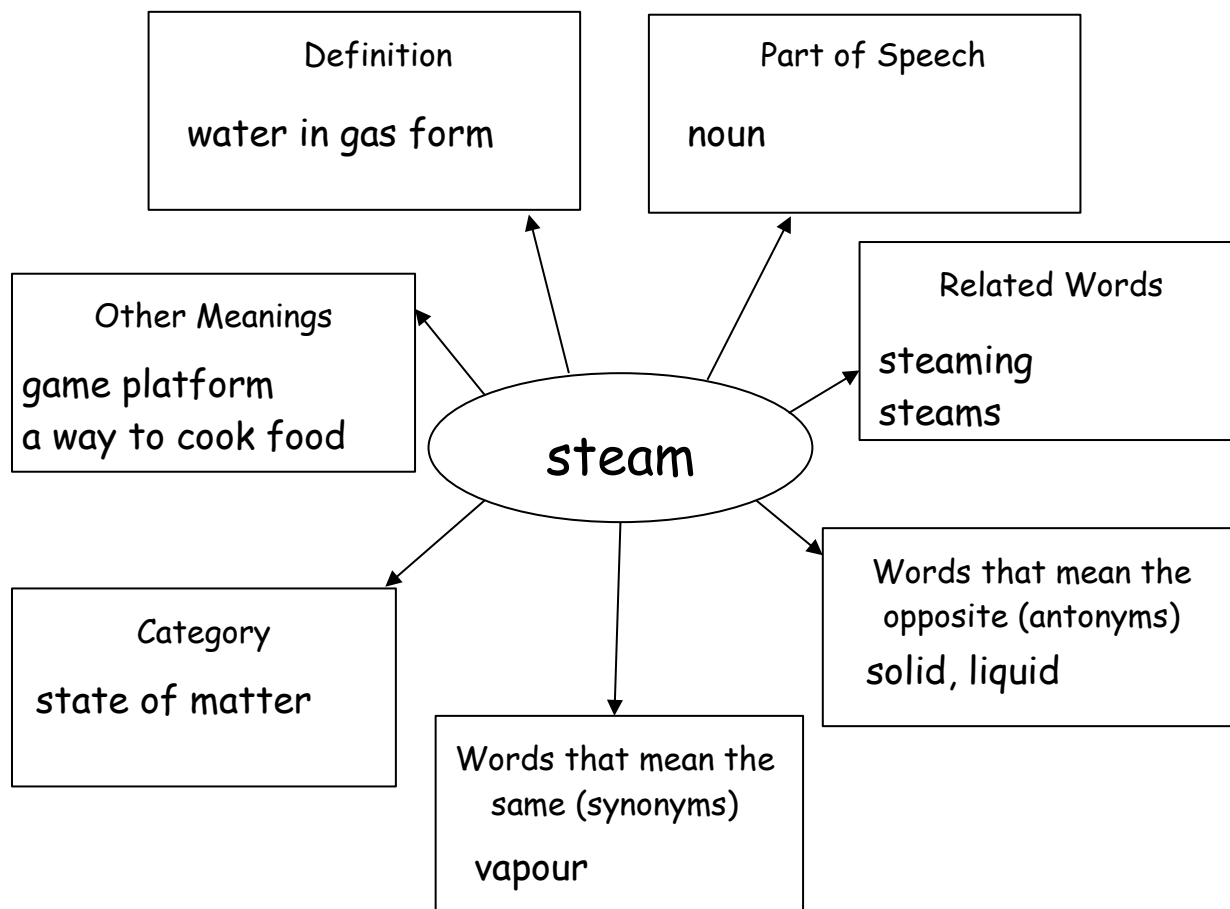 Definition
water in gas form
Part of Speech
noun
Other Meanings
game platform
a way to cook food
Related Words
steaming
steams
steam
Words that mean the
opposite (antonyms)
solid, liquid
Category
state of matter
Words that mean the
same (synonyms)
vapour